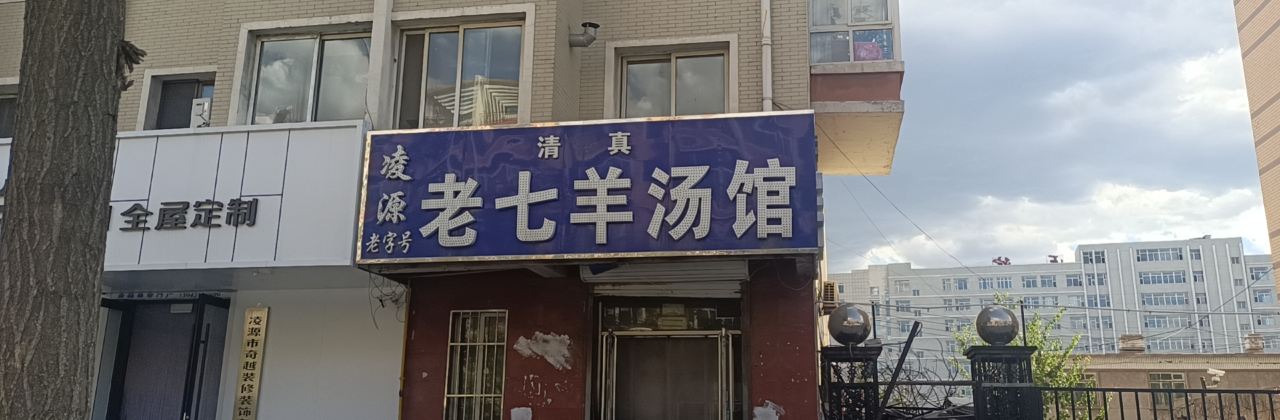 清真
凌源
老字号
老七羊汤馆
全屋定制
凌源市奇越装修装饰